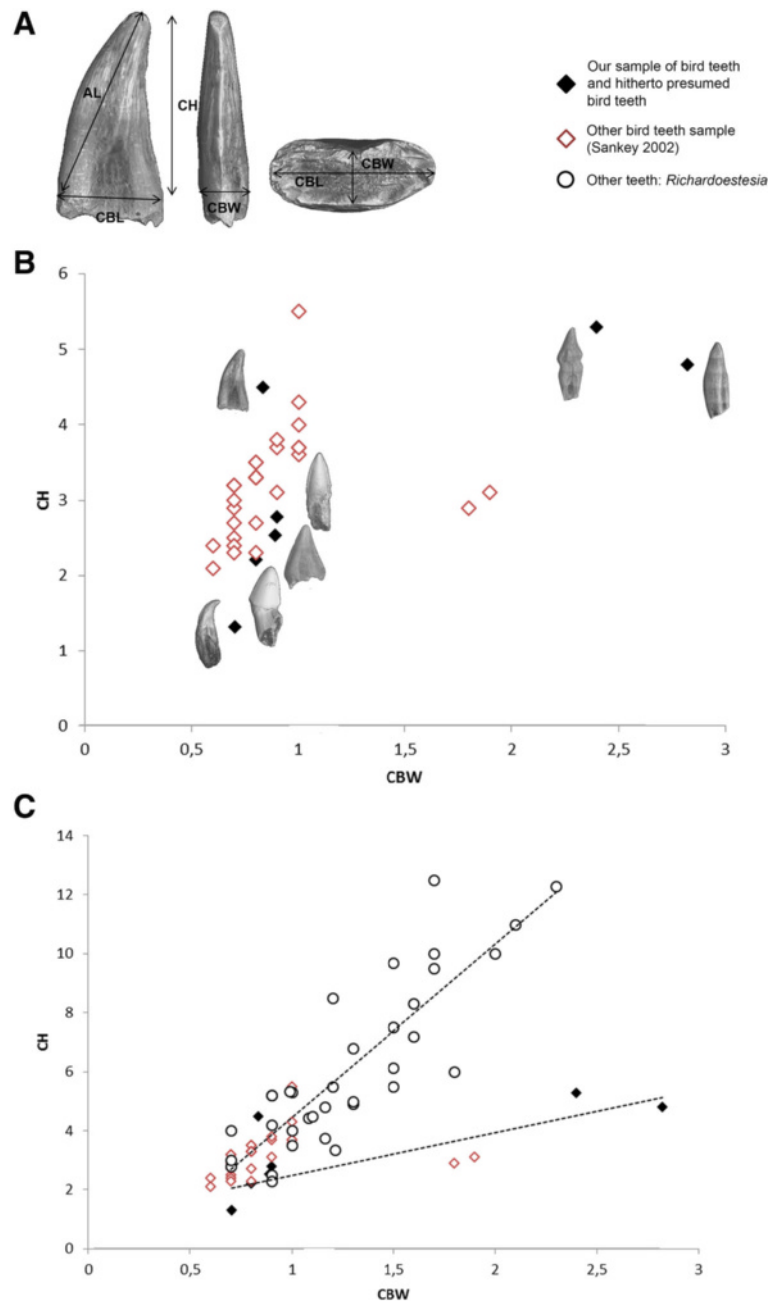 A
AL
CH
CBL
CBW
CBL
CBW
Our sample of bird teeth
and hitherto presumed
bird teeth
Other bird teeth sample
(Sankey 2002)
Other teeth: Richardoestesia
B
6
5
4
3
2
1
0
CH
0
0,5
1
1,5
2
2,5
3
CBW
C
14
12
10
8
6
4
2
0
CH
0
0,5
1
1,5
2
2,5
3
CBW